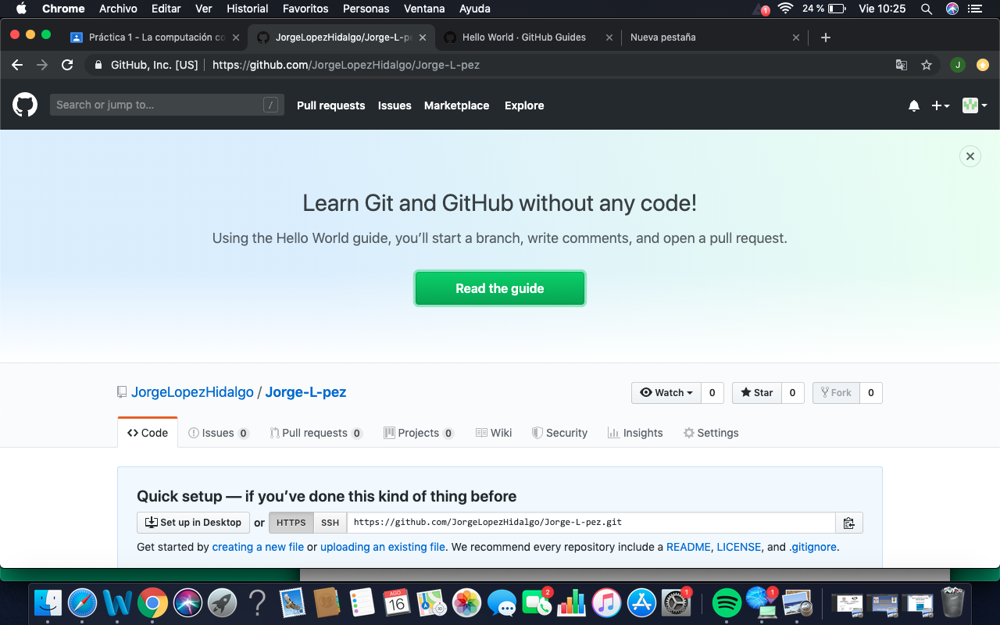 Chrome Archivo Editar Ver Historial Favoritos Personas Ventana Ayuda 1 24 % Vie 10:25
Práctica 1 - La computación co JorgeLopezHidalgo/Jorge-L-pe Hello World · GitHub Guides Nueva pestaña
GitHub, Inc. [US] https://github.com/JorgeLopezHidalgo/Jorge-L-pez J
Search or jump to... / Pull requests Issues Marketplace Explore
Learn Git and GitHub without any code!
Using the Hello World guide, you’ll start a branch, write comments, and open a pull request.
Read the guide
JorgeLopezHidalgo / Jorge-L-pez Watch 0 Star 0 Fork 0
Code Issues 0 Pull requests 0 Projects 0 Wiki Security Insights Settings
Quick setup — if you’ve done this kind of thing before
Set up in Desktop or HTTPS SSH https://github.com/JorgeLopezHidalgo/Jorge-L-pez.git
Get started by creating a new file or uploading an existing file. We recommend every repository include a README, LICENSE, and .gitignore.
AGO 16 2 1 1